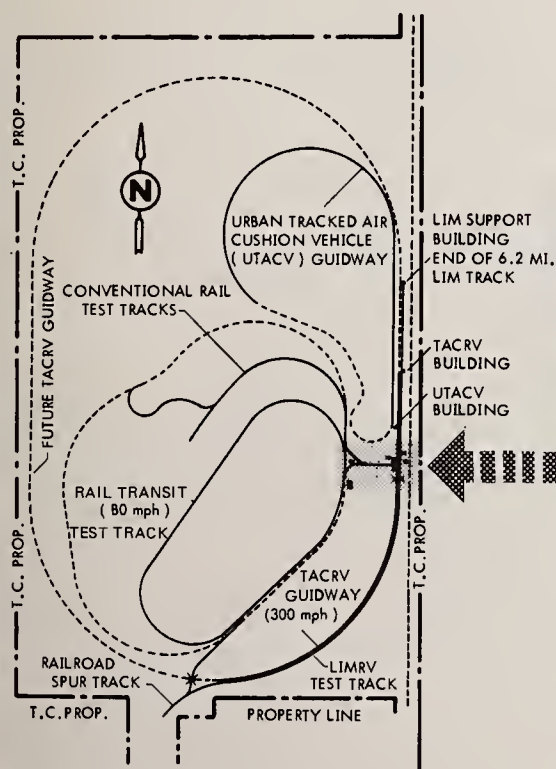 T.C. PROP.
N
URBAN TRACKED AIR
CUSHION VEHICLE
( UTACV ) GUIDWAY
LIM SUPPORT
BUILDING
END OF 6.2 MI.
LIM TRACK
CONVENTIONAL RAIL
TEST TRACKS
FUTURE TACRV GUIDWAY
TACRV
BUILDING
UTACV
BUILDING
RAIL TRANSIT
( 80 mph )
TEST TRACK
T.C. PROP.
T.C. PROP.
TACRV
GUIDWAY
(300 mph )
RAILROAD
SPUR TRACK
LIMRV
TEST TRACK
T.C. PROP.
PROPERTY LINE